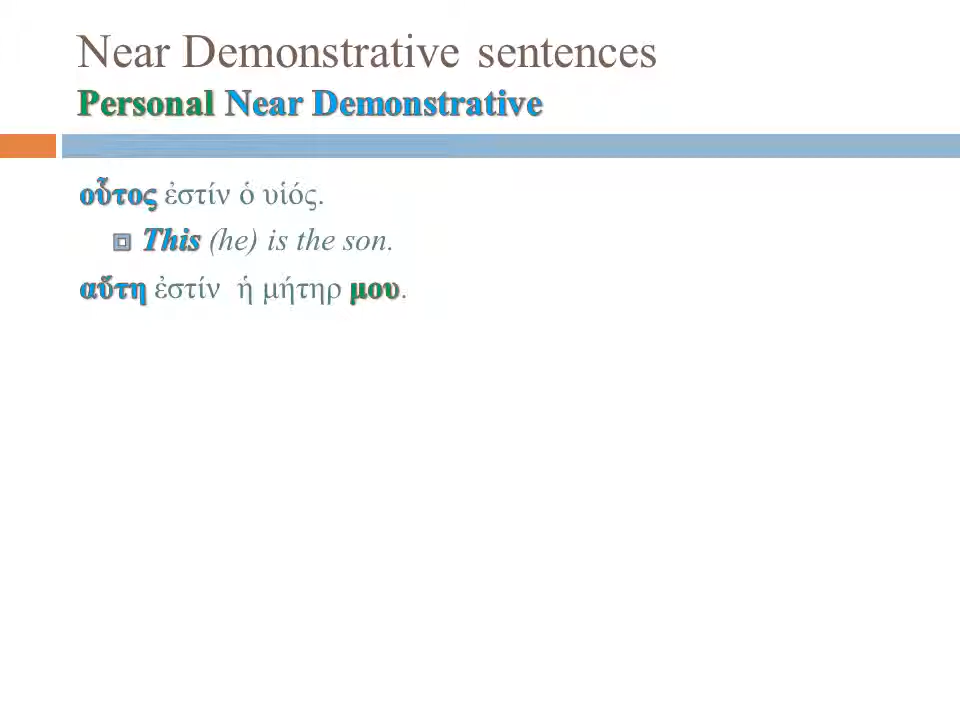 Near Demonstrative sentences
Personal Near Demonstrative
οὗτος ἐστίν ὁ υἱός.
This (he) is the son.
αὕτη ἐστίν ἡ μήτηρ μου.